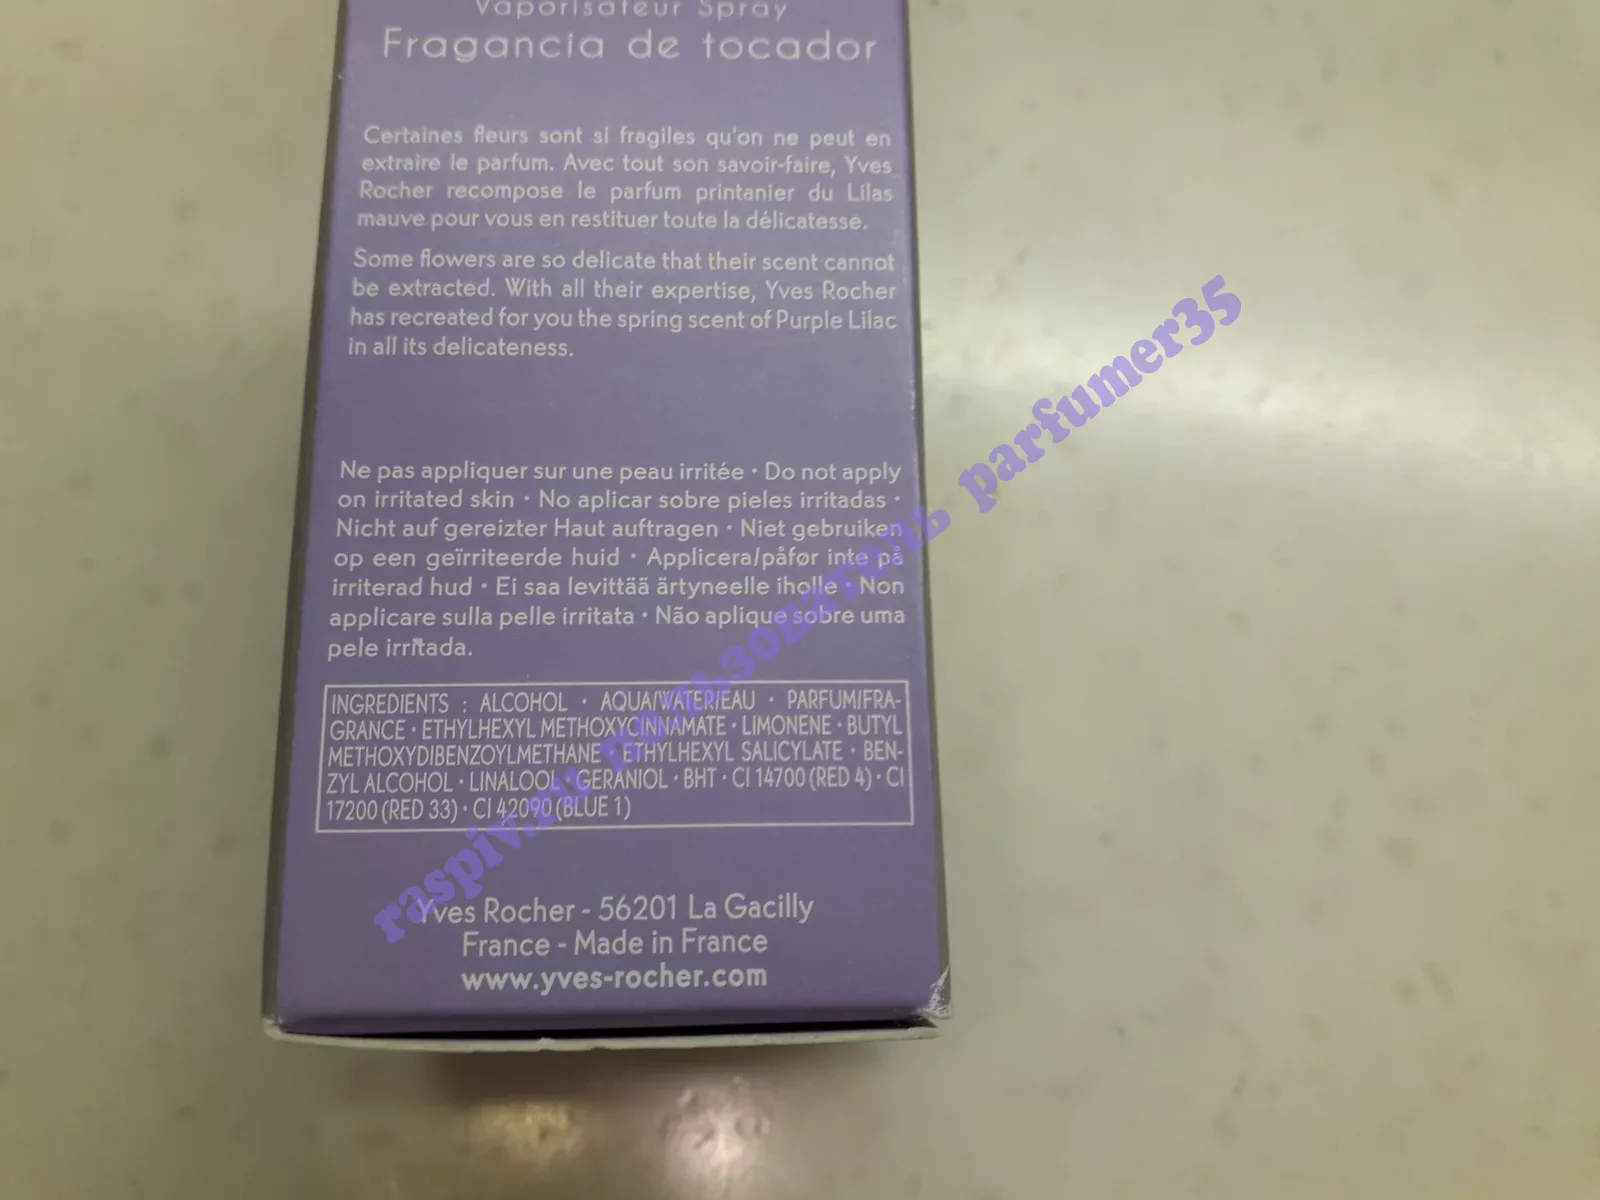 Vaporisateur Spray
Fragancia de tocador
Certaines fleurs sont si fragiles qu'on ne peut en
extraire le parfum. Avec tout son savoir-faire, Yves
Rocher recompose le parfum printanier du Lilas
mauve pour vous en restituer toute la délicatesse.
Some flowers are so delicate that their scent cannot
be extracted. With all their expertise, Yves Rocher
has recreated for you the spring scent of Purple Lilac
in all its delicateness.
Ne pas appliquer sur une peau irritée · Do not apply
on irritated skin · No aplicar sobre pieles irritadas ·
Nicht auf gereizter Haut auftragen · Niet gebruiken
op een geïrriteerde huid · Applicera/påfør inte på
irriterad hud · Ei saa levittää ärtyneelle iholle · Non
applicare sulla pelle irritata · Não aplique sobre uma
pele irritada.
INGREDIENTS : ALCOHOL · AQUA/WATER/EAU · PARFUM/FRA-
GRANCE · ETHYLHEXYL METHOXYCINNAMATE · LIMONENE · BUTYL
METHOXYDIBENZOYLMETHANE · ETHYLHEXYL SALICYLATE · BEN-
ZYL ALCOHOL · LINALOOL · GERANIOL · BHT · CI 14700 (RED 4) · CI
17200 (RED 33) · CI 42090 (BLUE 1)
Yves Rocher - 56201 La Gacilly
France - Made in France
www.yves-rocher.com
raspiv.ru пользователь parfumer35